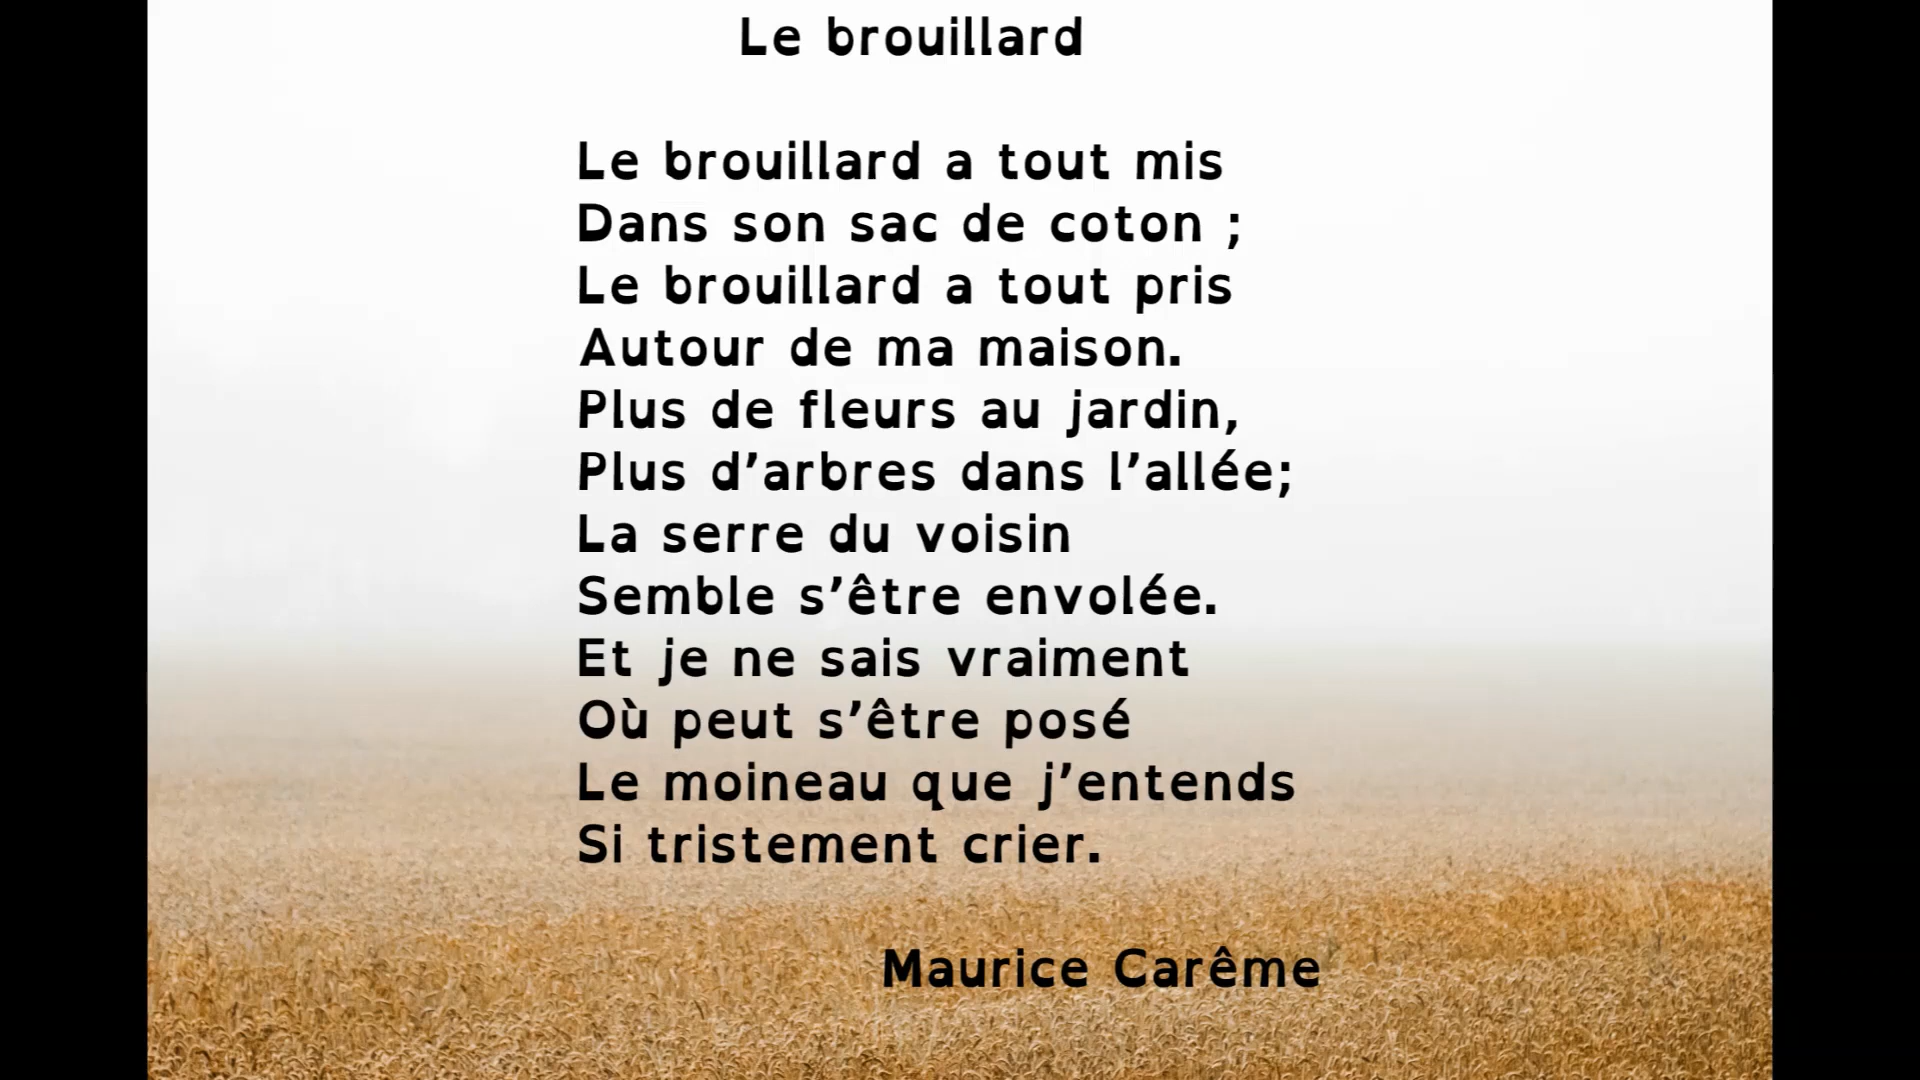 Le brouillard
Le brouillard a tout mis
Dans son sac de coton ;
Le brouillard a tout pris
Autour de ma maison.
Plus de fleurs au jardin,
Plus d’arbres dans l’allée;
La serre du voisin
Semble s’être envolée.
Et je ne sais vraiment
Où peut s’être posé
Le moineau que j’entends
Si tristement crier.
Maurice Carême